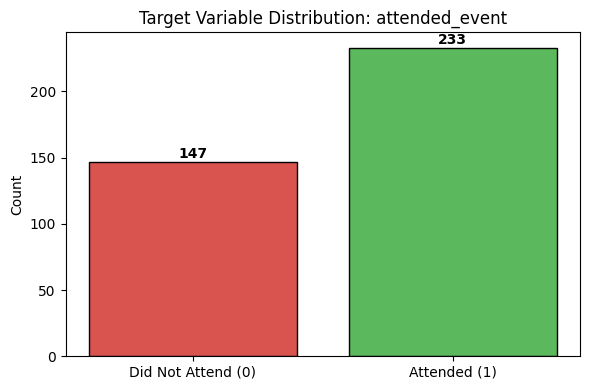 Target Variable Distribution: attended_event
233
200
147
150
Count
100
50
0
Did Not Attend (0)
Attended (1)